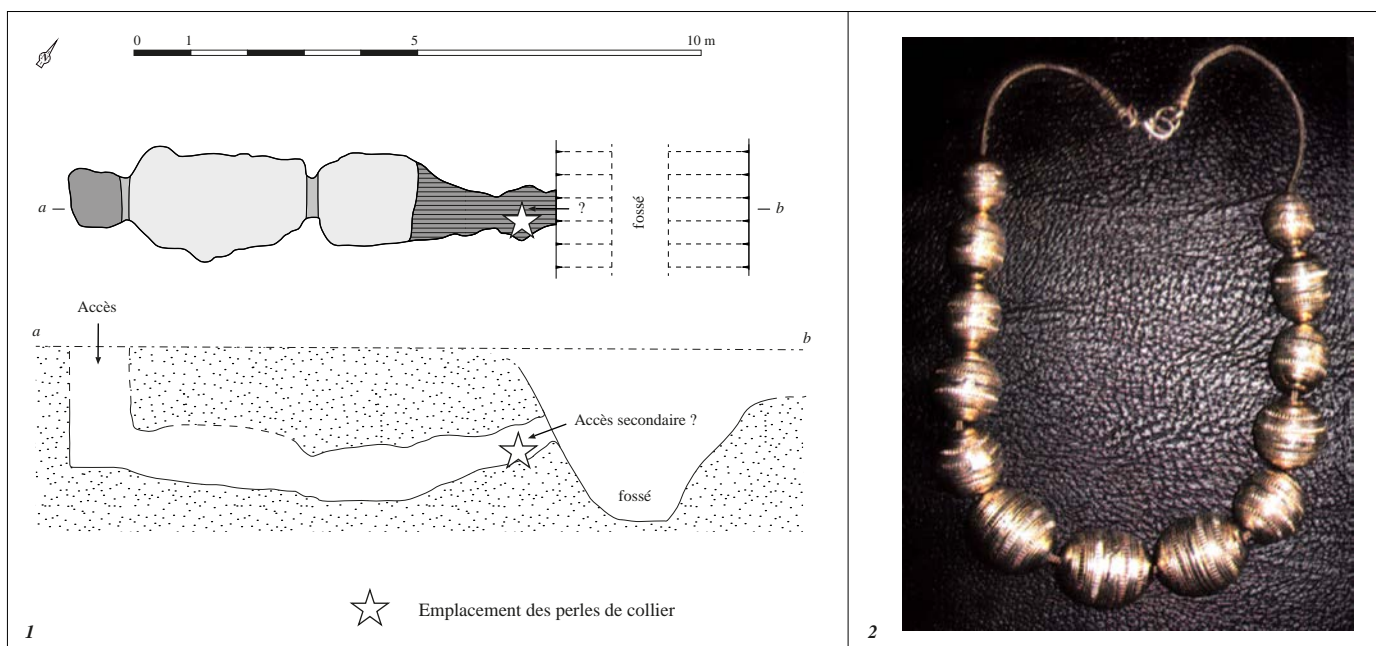 N
0 1 5 10 m
a
?
fossé
b
Accès
a
b
Accès secondaire ?
fossé
Emplacement des perles de collier
1
2